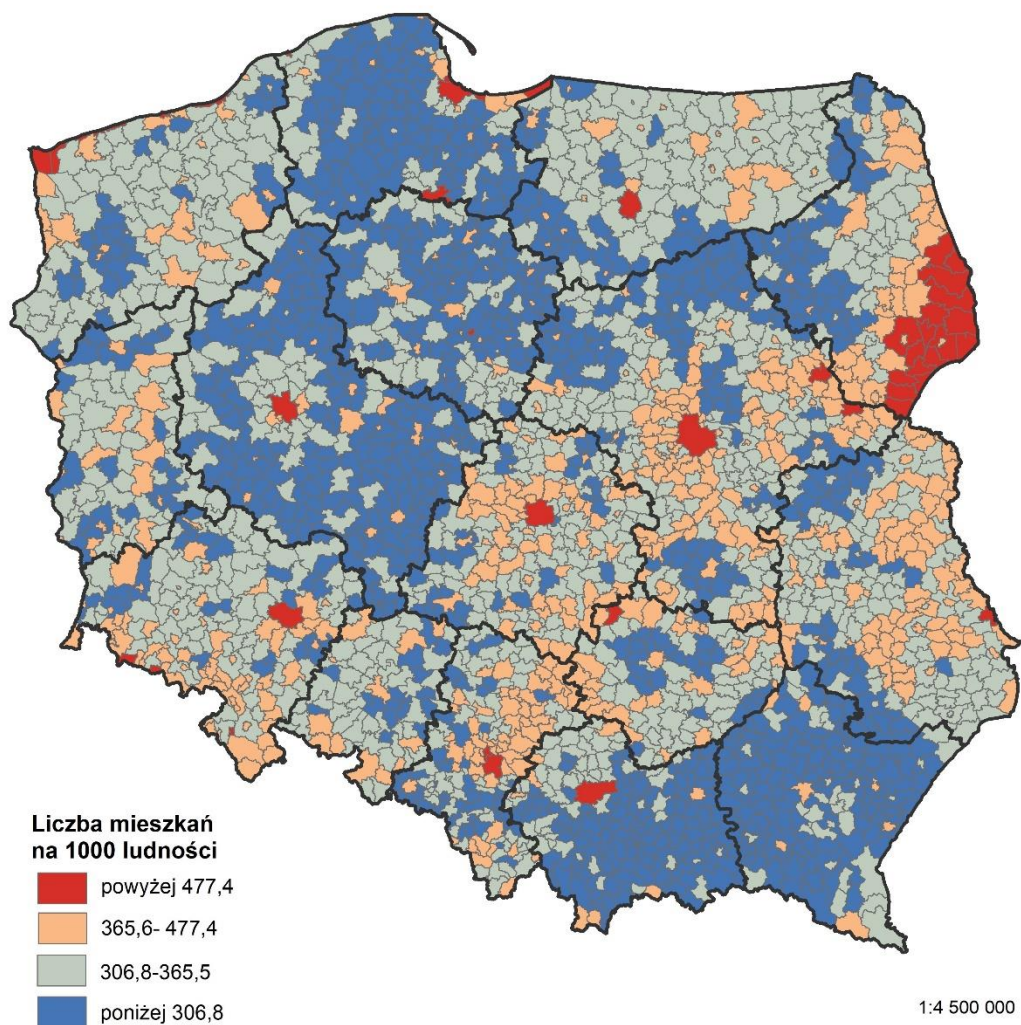 Liczba mieszkań
na 1000 ludności
powyżej 477,4
365,6- 477,4
306,8-365,5
poniżej 306,8
1:4 500 000